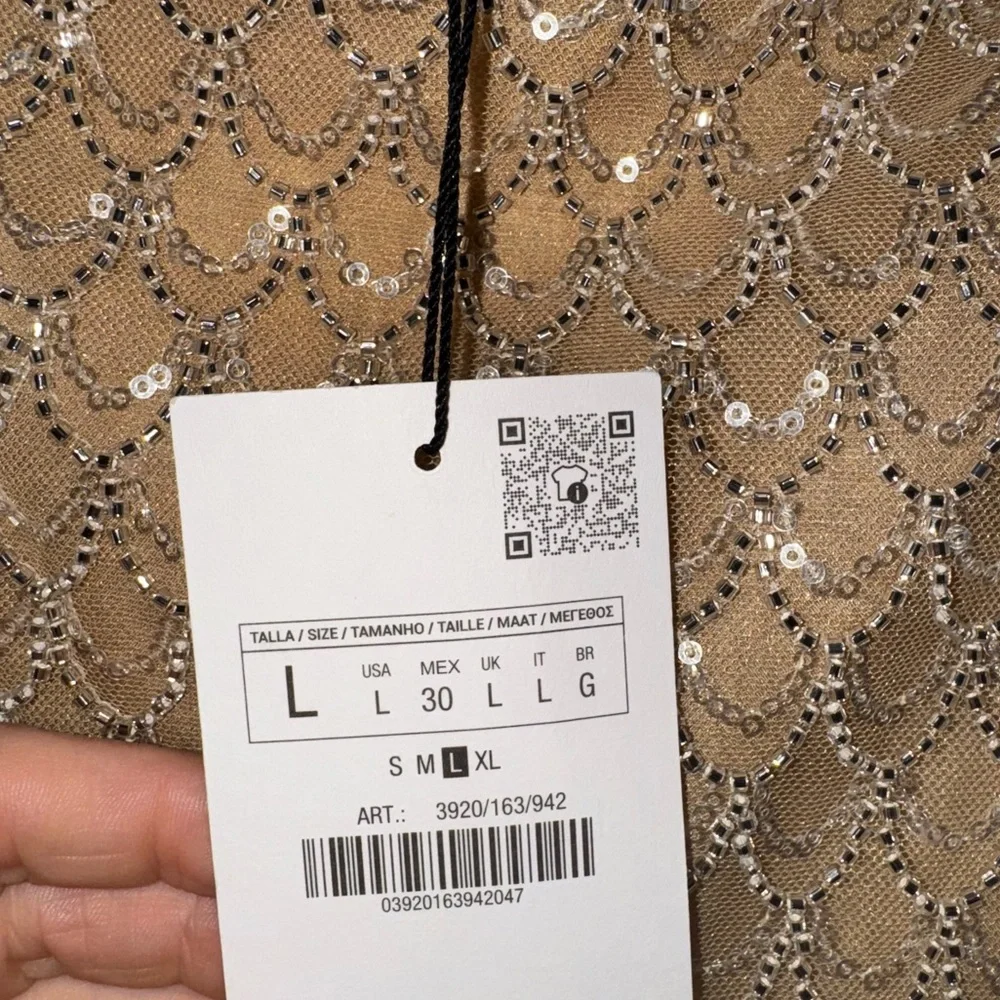 TALLA / SIZE / TAMANHO / TAILLE / MAAT / ΜΕΓΕΘΟΣ
USA MEX UK IT BR
L L 30 L L G
S M L XL
ART.: 3920/163/942
03920163942047